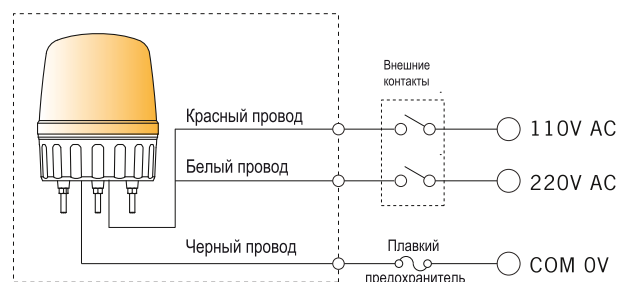 Внешние
контакты
Красный провод
110V AC
Белый провод
220V AC
Черный провод
Плавкий
предохранитель
COM 0V